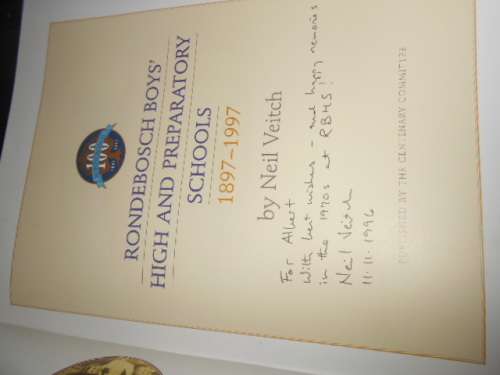 100
RONDEBOSCH BOYS'
HIGH AND PREPARATORY
SCHOOLS
1897–1997
by Neil Veitch
For Albert
With best wishes – and happy memories
in the 1970s at RBHS!
Neil Veitch
11.11.1996
PUBLISHED BY THE CENTENARY COMMITTEE